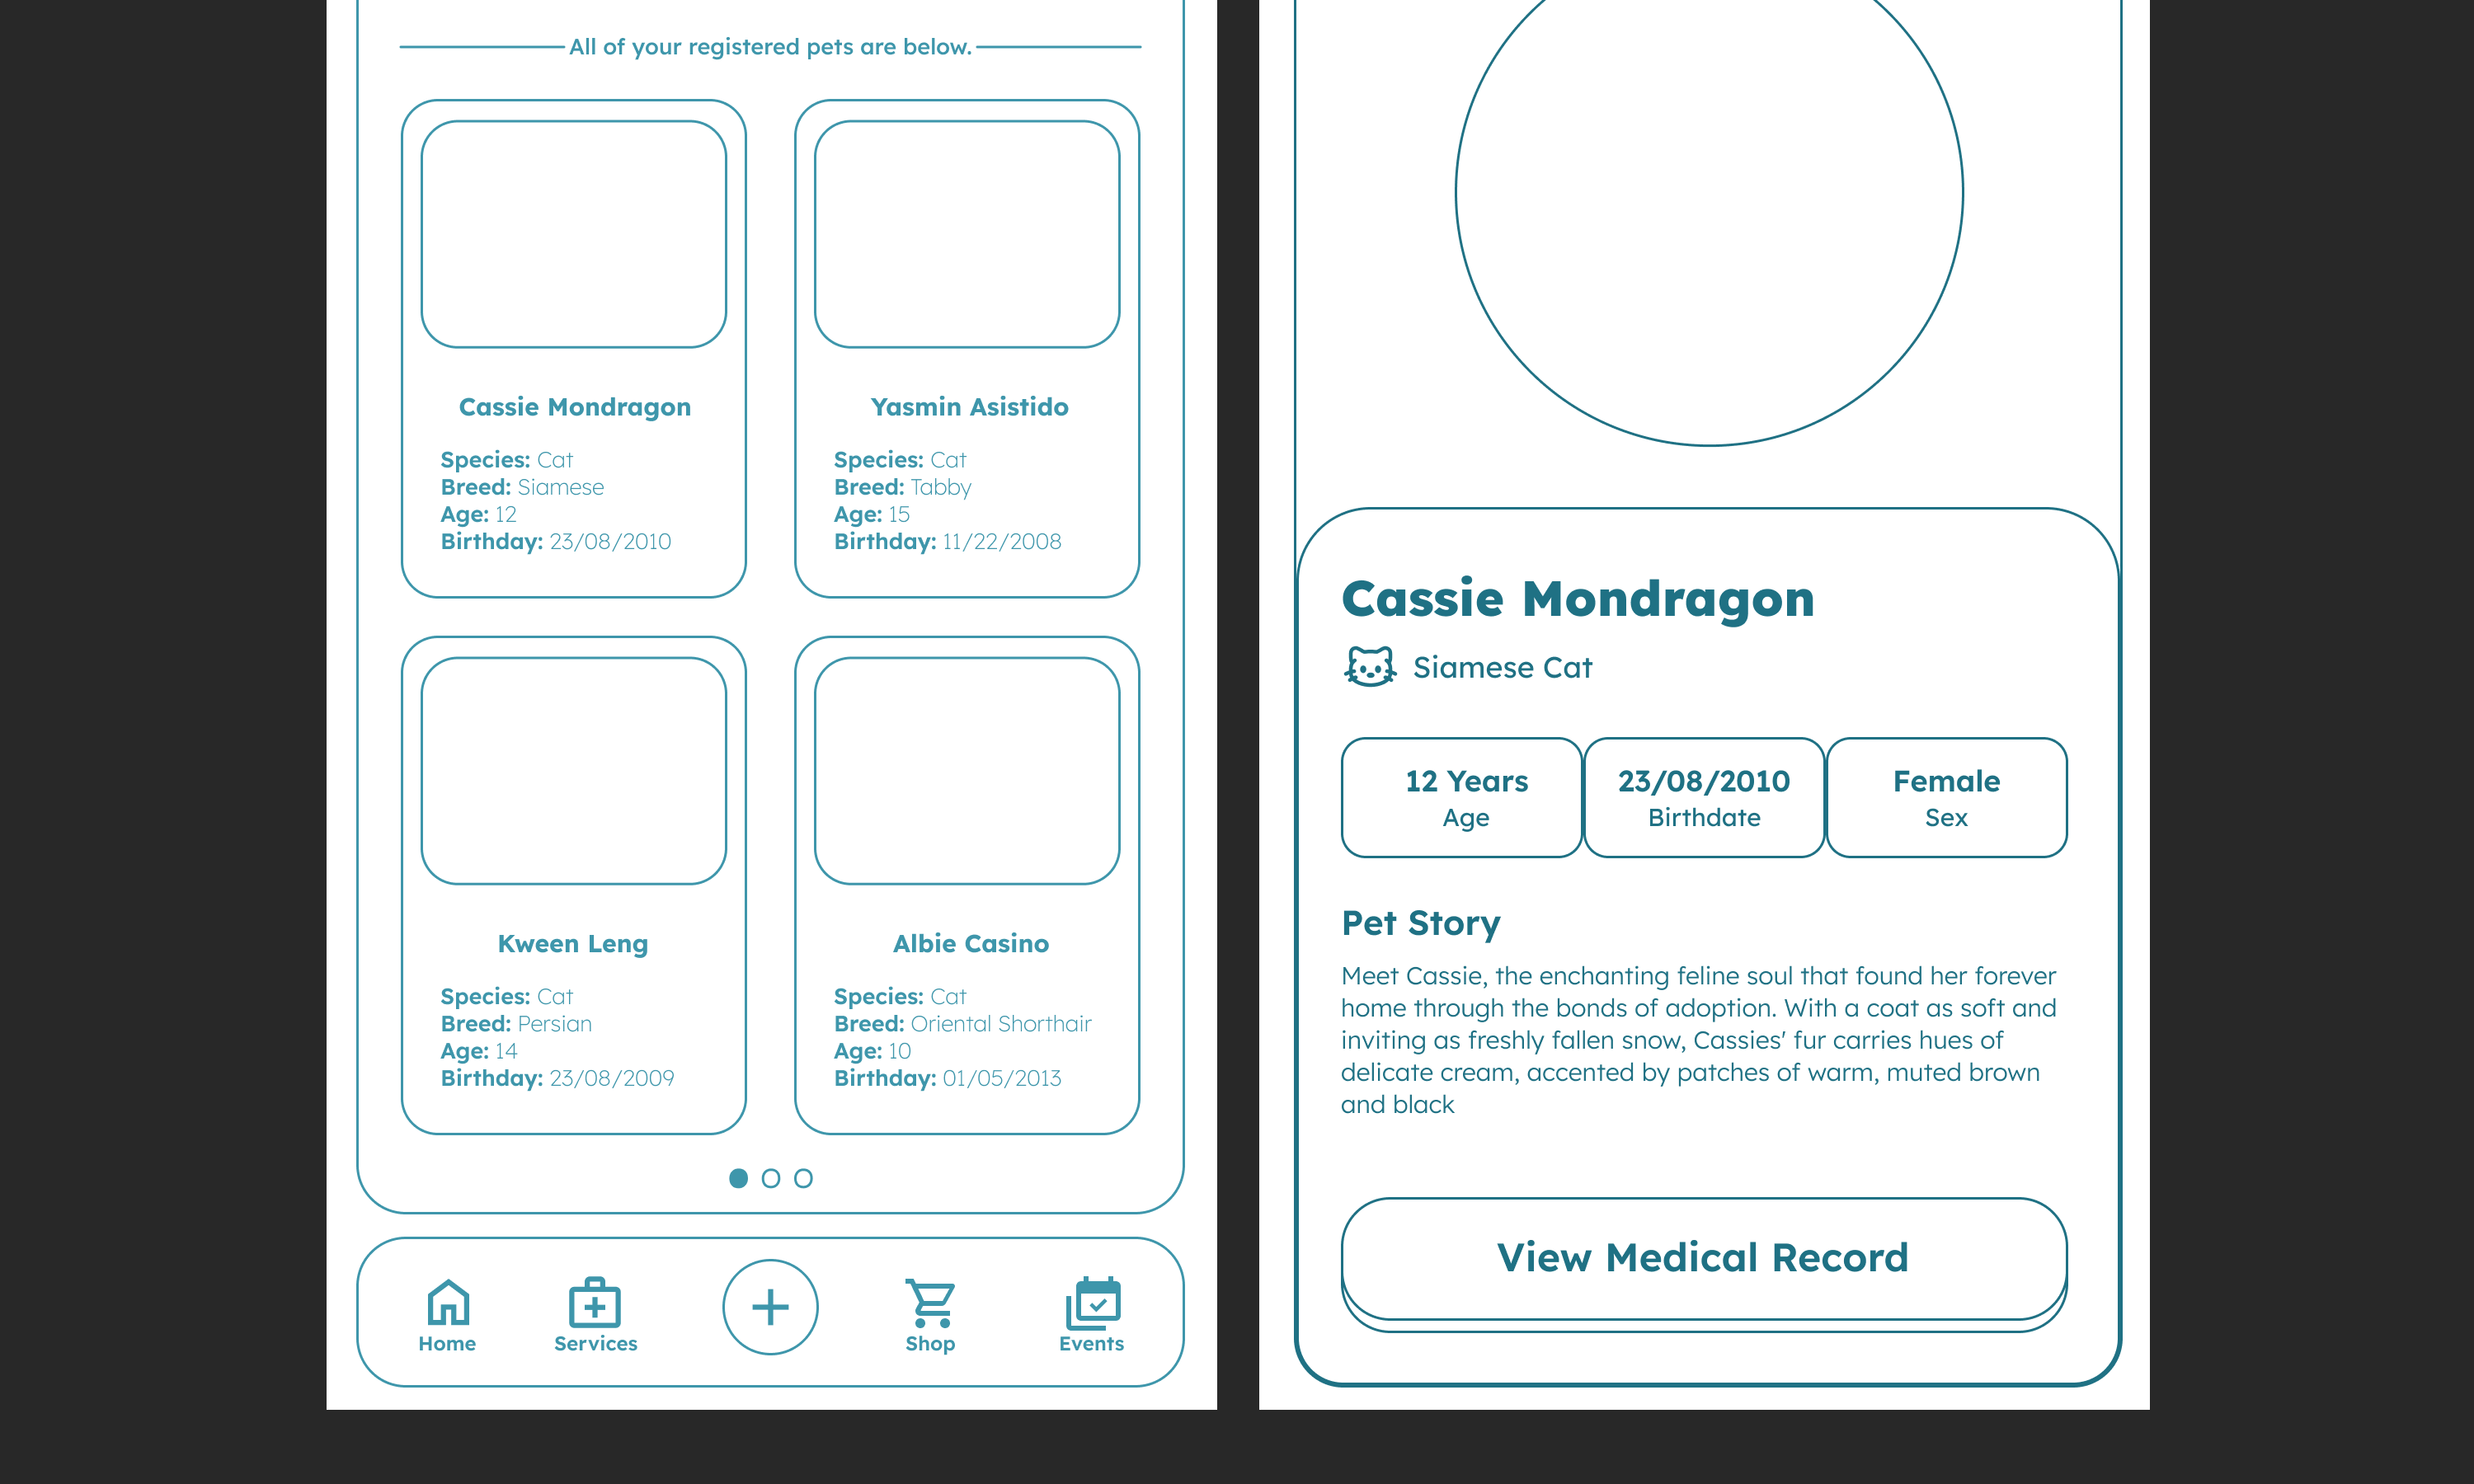 All of your registered pets are below.
Cassie Mondragon
Species: Cat
Breed: Siamese
Age: 12
Birthday: 23/08/2010
Yasmin Asistido
Species: Cat
Breed: Tabby
Age: 15
Birthday: 11/22/2008
Kween Leng
Species: Cat
Breed: Persian
Age: 14
Birthday: 23/08/2009
Albie Casino
Species: Cat
Breed: Oriental Shorthair
Age: 10
Birthday: 01/05/2013
Home
Services
Shop
Events
Cassie Mondragon
Siamese Cat
12 Years
Age
23/08/2010
Birthdate
Female
Sex
Pet Story
Meet Cassie, the enchanting feline soul that found her forever
home through the bonds of adoption. With a coat as soft and
inviting as freshly fallen snow, Cassies' fur carries hues of
delicate cream, accented by patches of warm, muted brown
and black
View Medical Record